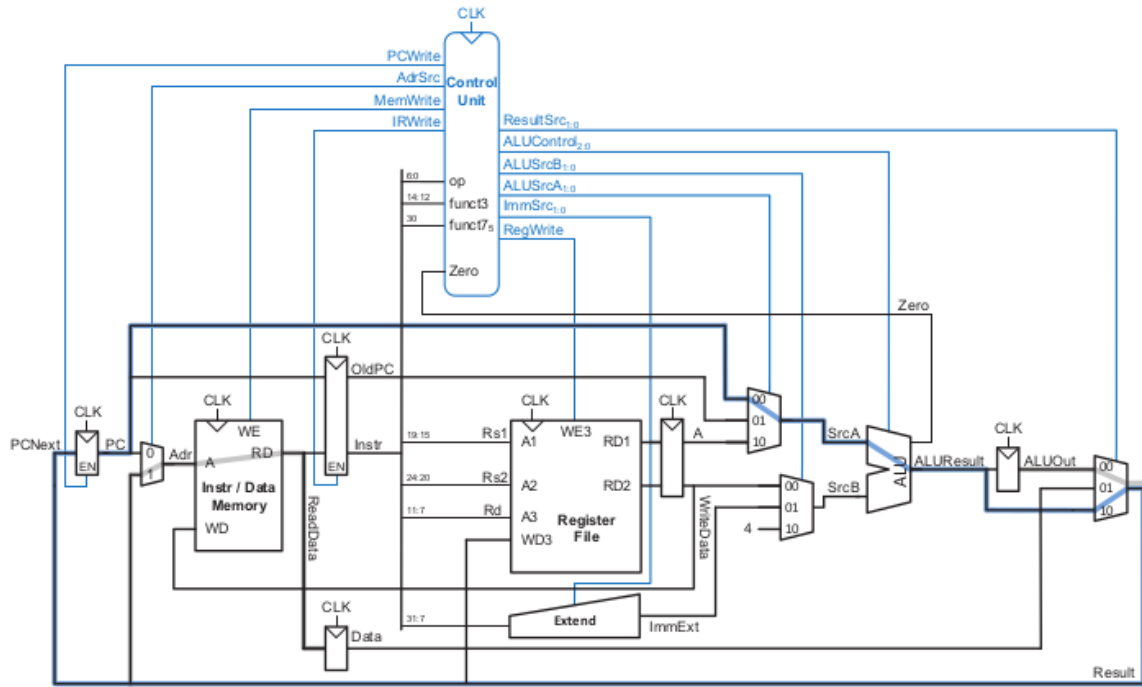 CLK
PCWrite
AdrSrc
MemWrite
IRWrite
Control
Unit
ResultSrc₁:₀
ALUControl₂:₀
ALUSrcB₁:₀
ALUSrcA₁:₀
ImmSrc₁:₀
RegWrite
6:0
op
14:12
funct3
30
funct7₅
Zero
Zero
CLK
OldPC
CLK
CLK
CLK
CLK
CLK
PCNext
PC
EN
0
1
Adr
WE
A
RD
Instr / Data
Memory
WD
ReadData
Instr
EN
19:15
Rs1
A1
WE3
RD1
A
24:20
Rs2
A2
RD2
11:7
Rd
A3
WD3
Register
File
WriteData
00
01
10
SrcA
00
01
4
10
SrcB
ALU
ALUResult
ALUOut
00
01
10
31:7
Extend
ImmExt
CLK
Data
Result